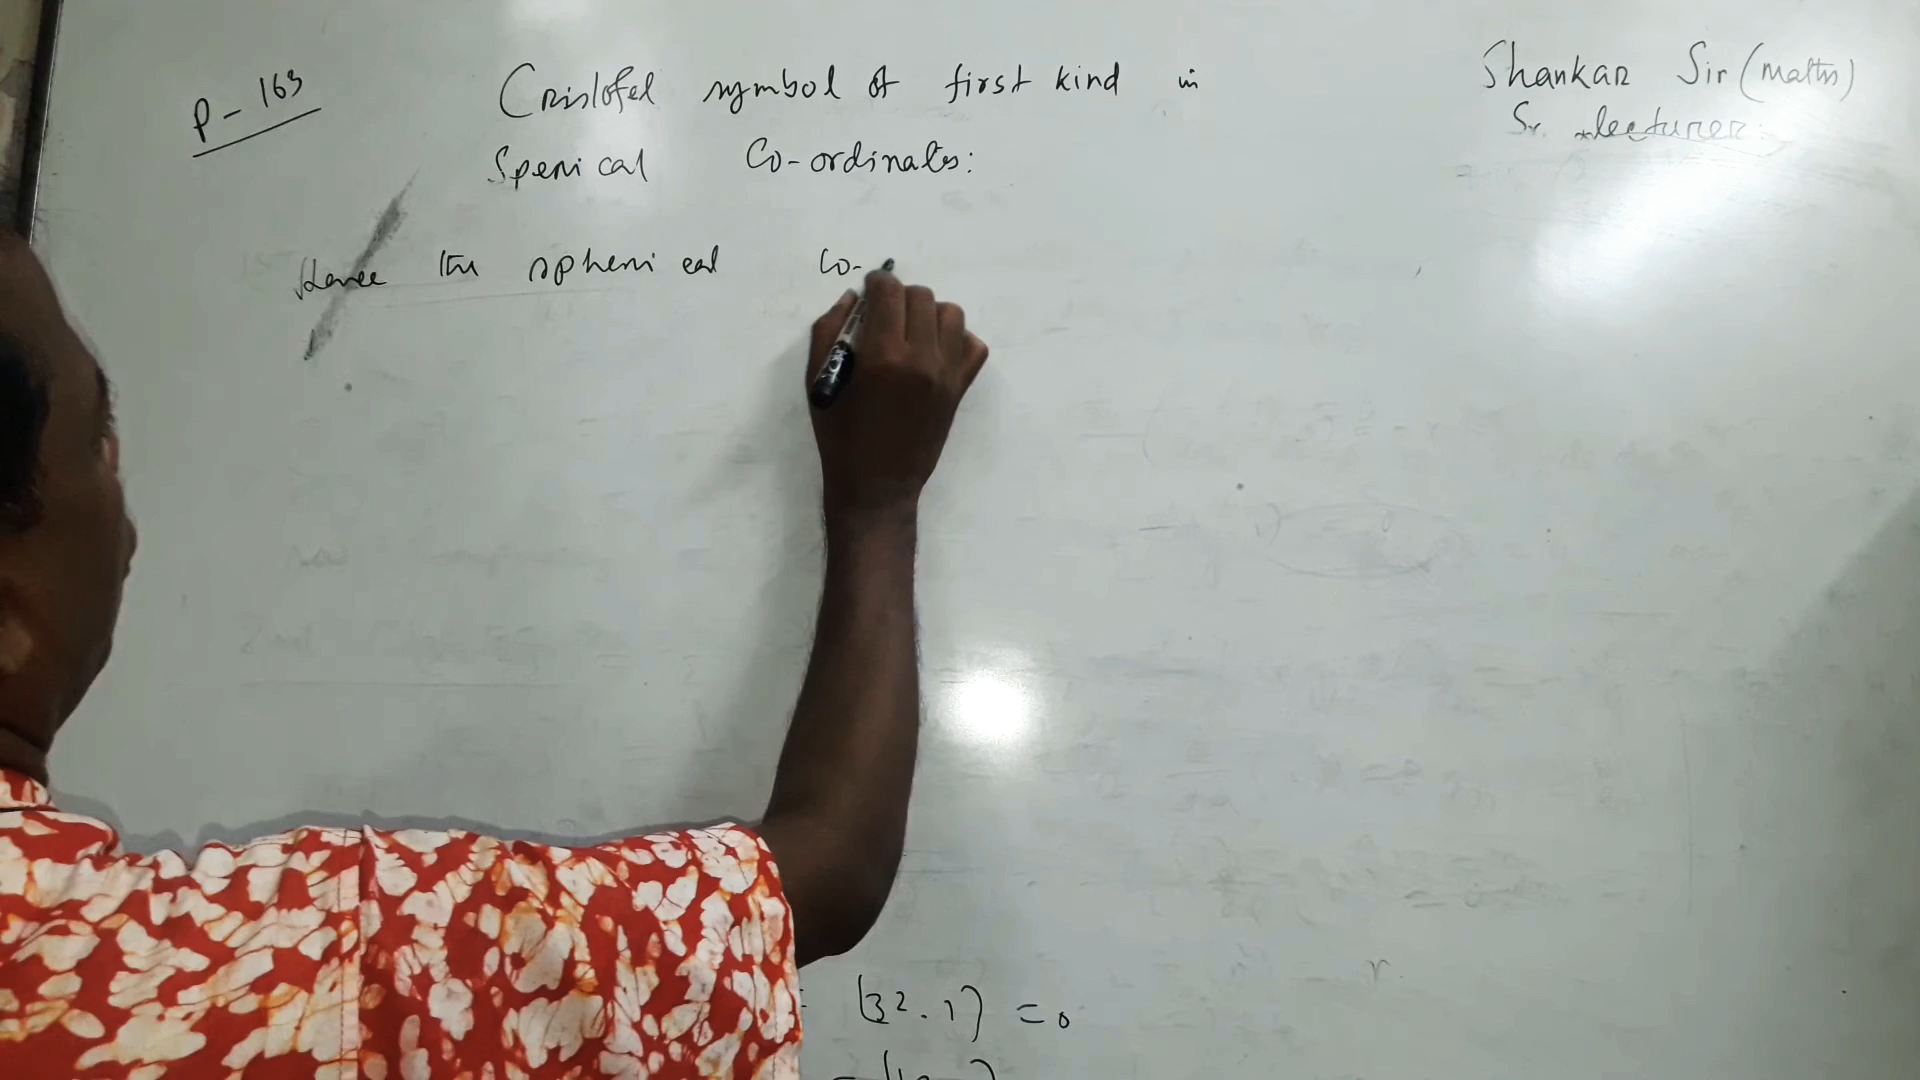 P-163
Cristofel symbol of first kind in
Sperical Co-ordinates:
Shankar Sir (maths)
Sr. lecturer
Hence the spherical Co-
(32.1) = 0